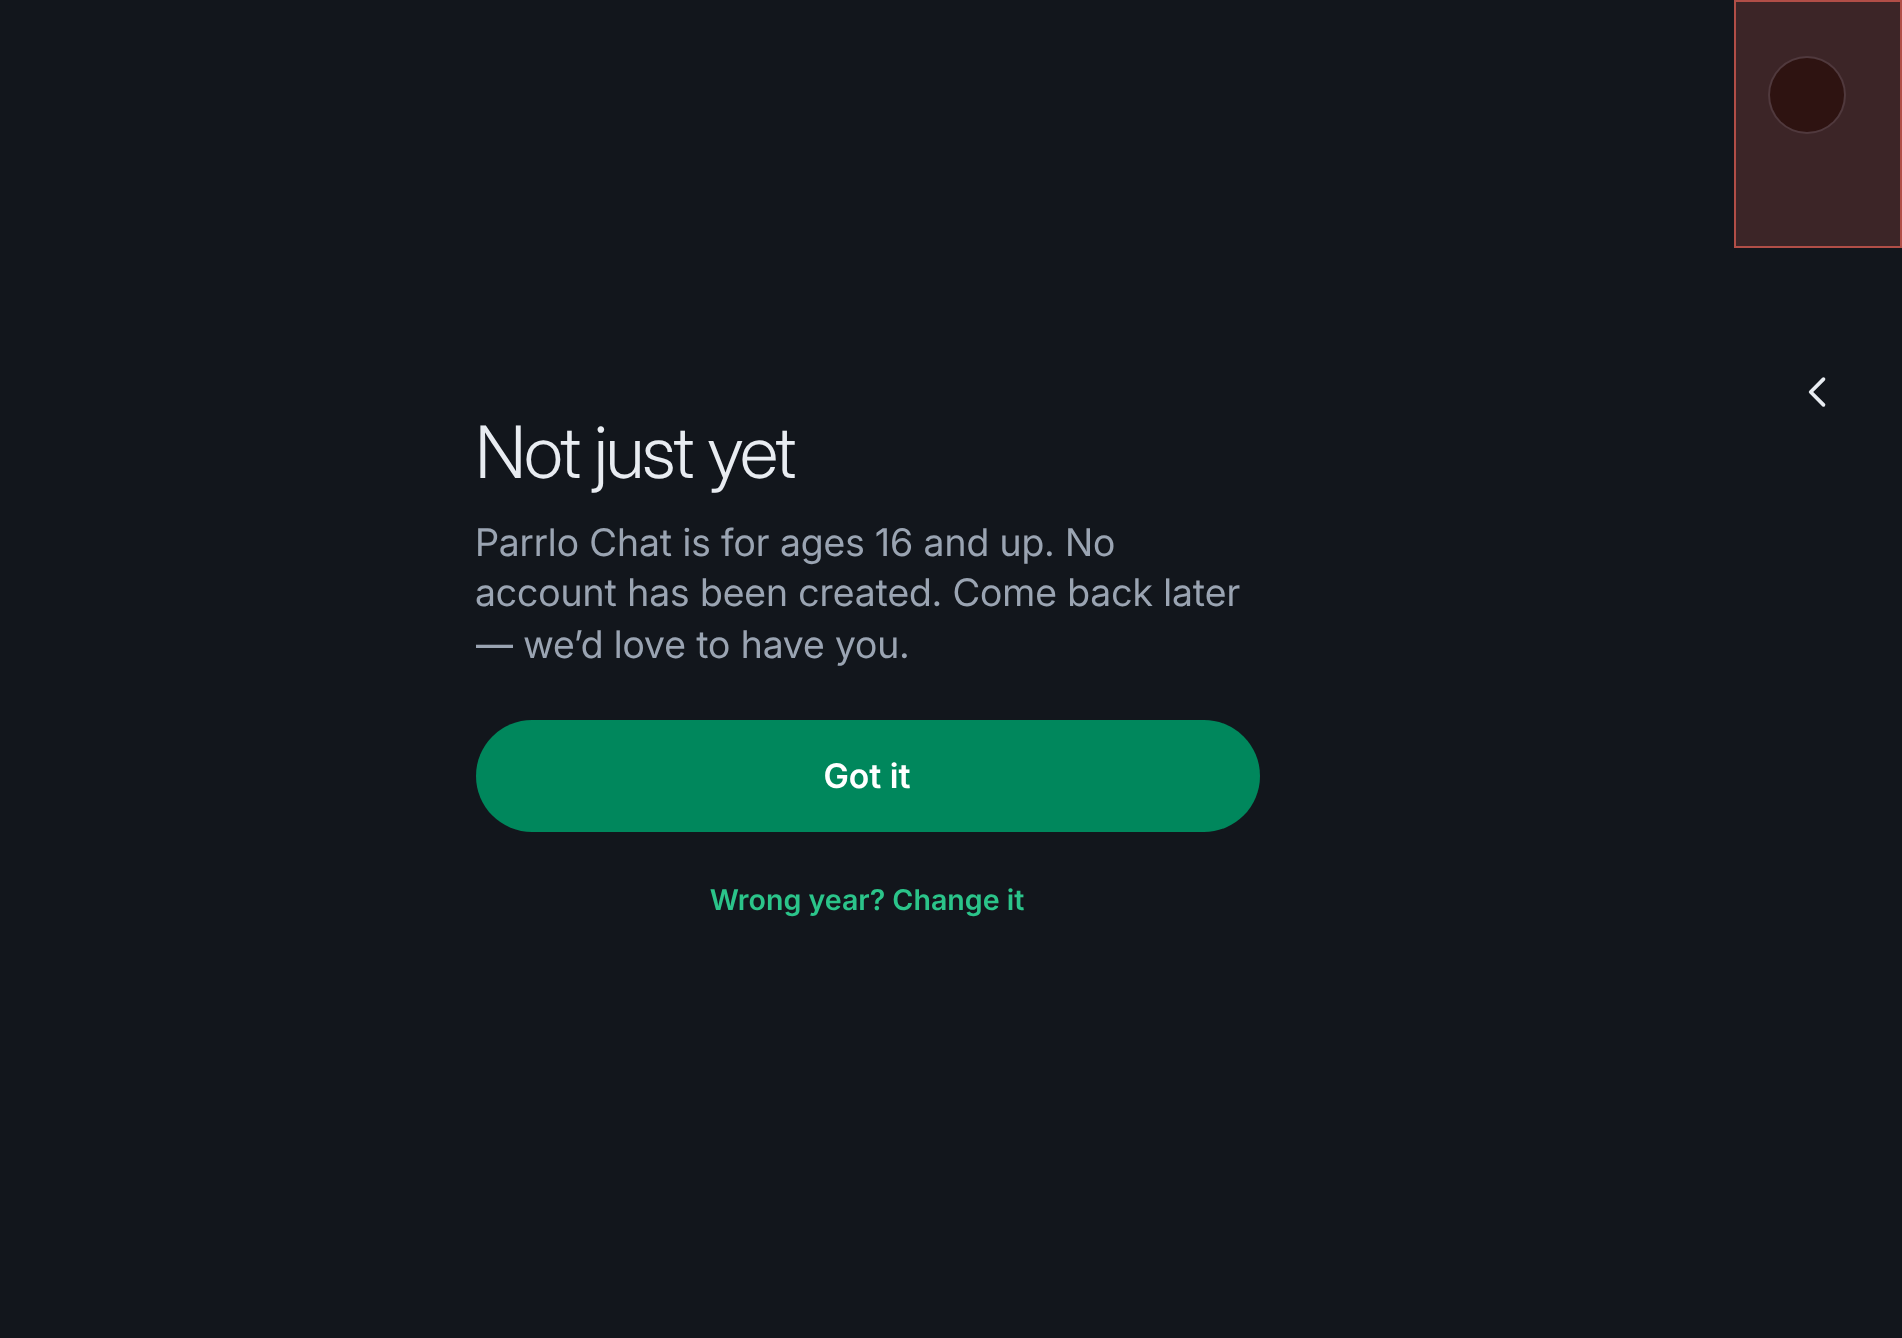 Not just yet
Parrlo Chat is for ages 16 and up. No
account has been created. Come back later
— we’d love to have you.
Got it
Wrong year? Change it